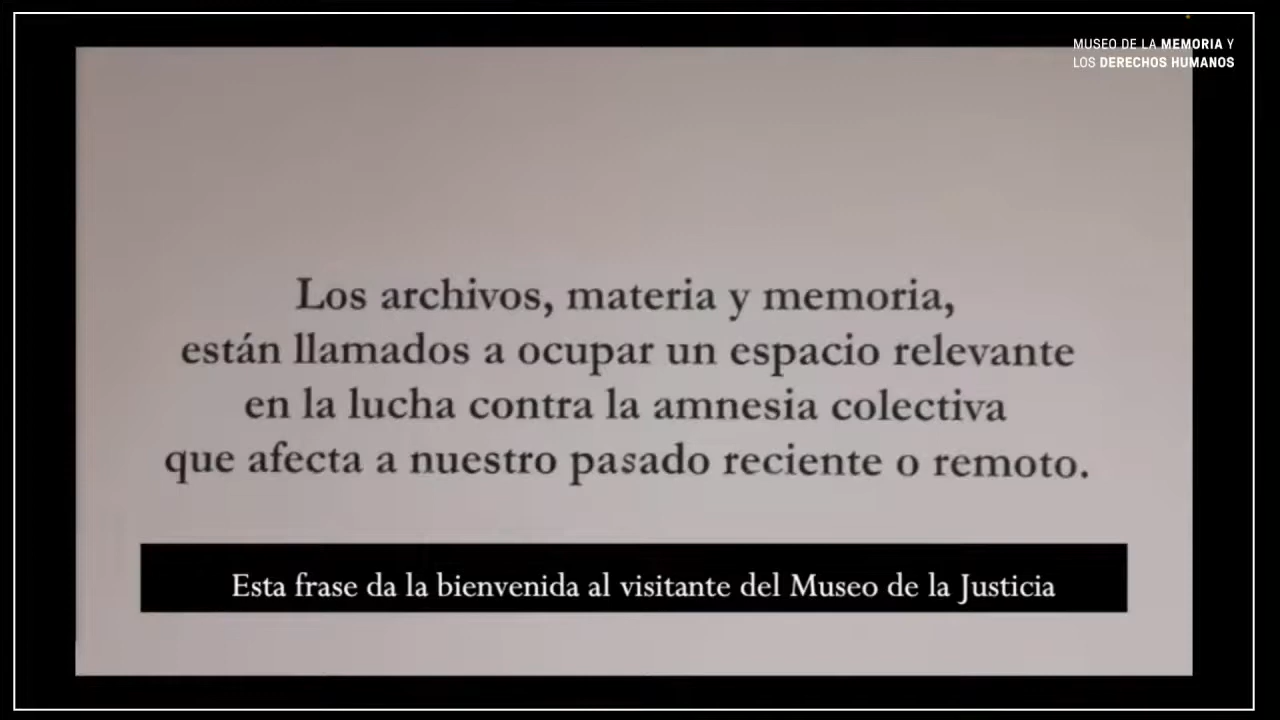 MUSEO DE LA MEMORIA Y
LOS DERECHOS HUMANOS
Los archivos, materia y memoria,
están llamados a ocupar un espacio relevante
en la lucha contra la amnesia colectiva
que afecta a nuestro pasado reciente o remoto.
Esta frase da la bienvenida al visitante del Museo de la Justicia